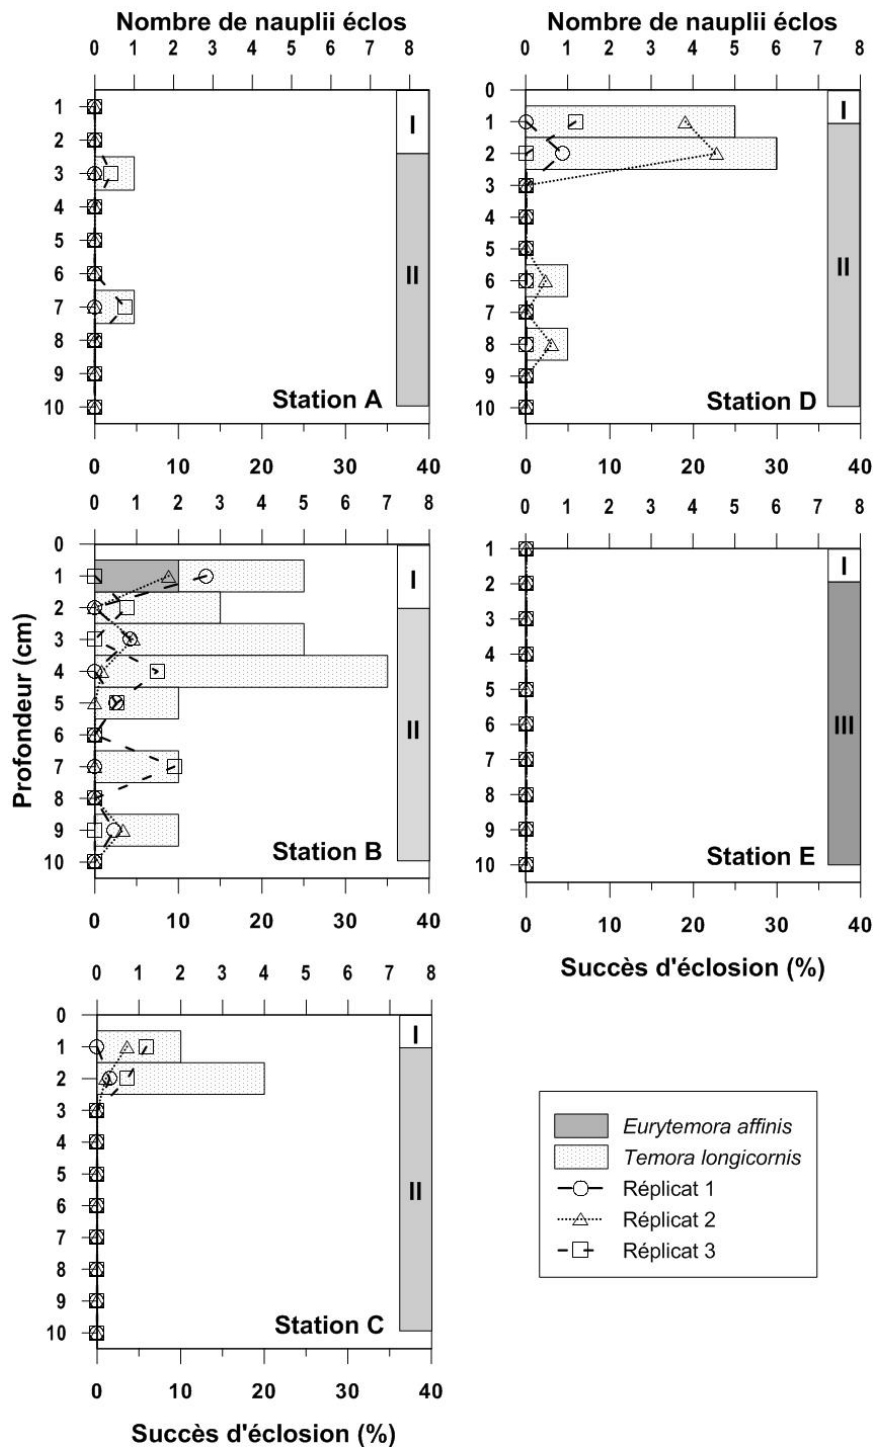 Nombre de nauplii éclos
0 1 2 3 4 5 6 7 8
1
2
3
4
5
6
7
8
9
10
I
II
Station A
0 10 20 30 40
Nombre de nauplii éclos
0 1 2 3 4 5 6 7 8
0
1
2
3
4
5
6
7
8
9
10
I
II
Station D
0 10 20 30 40
Profondeur (cm)
0 1 2 3 4 5 6 7 8
0
1
2
3
4
5
6
7
8
9
10
I
II
Station B
0 10 20 30 40
0 1 2 3 4 5 6 7 8
1
2
3
4
5
6
7
8
9
10
I
III
Station E
0 10 20 30 40
Succès d'éclosion (%)
0 1 2 3 4 5 6 7 8
0
1
2
3
4
5
6
7
8
9
10
I
II
Station C
0 10 20 30 40
Succès d'éclosion (%)
Eurytemora affinis
Temora longicornis
Réplicat 1
Réplicat 2
Réplicat 3